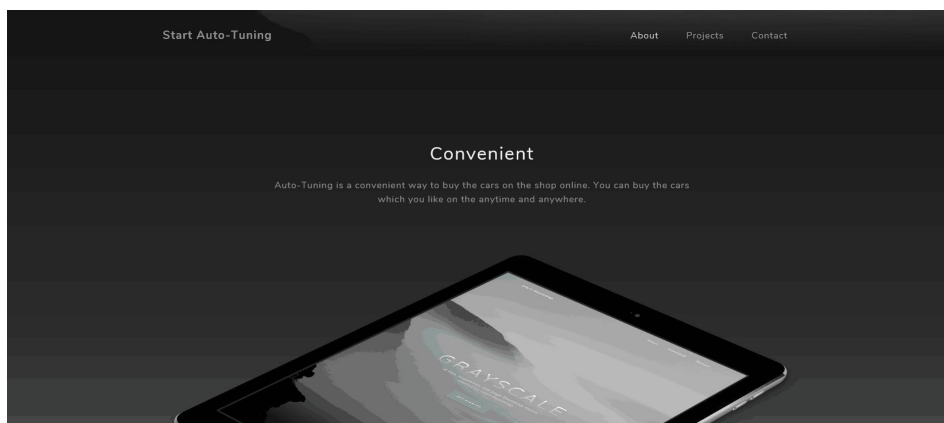 Start Auto-Tuning
About Projects Contact
Convenient
Auto-Tuning is a convenient way to buy the cars on the shop online. You can buy the cars
which you like on the anytime and anywhere.
GRAYSCALE